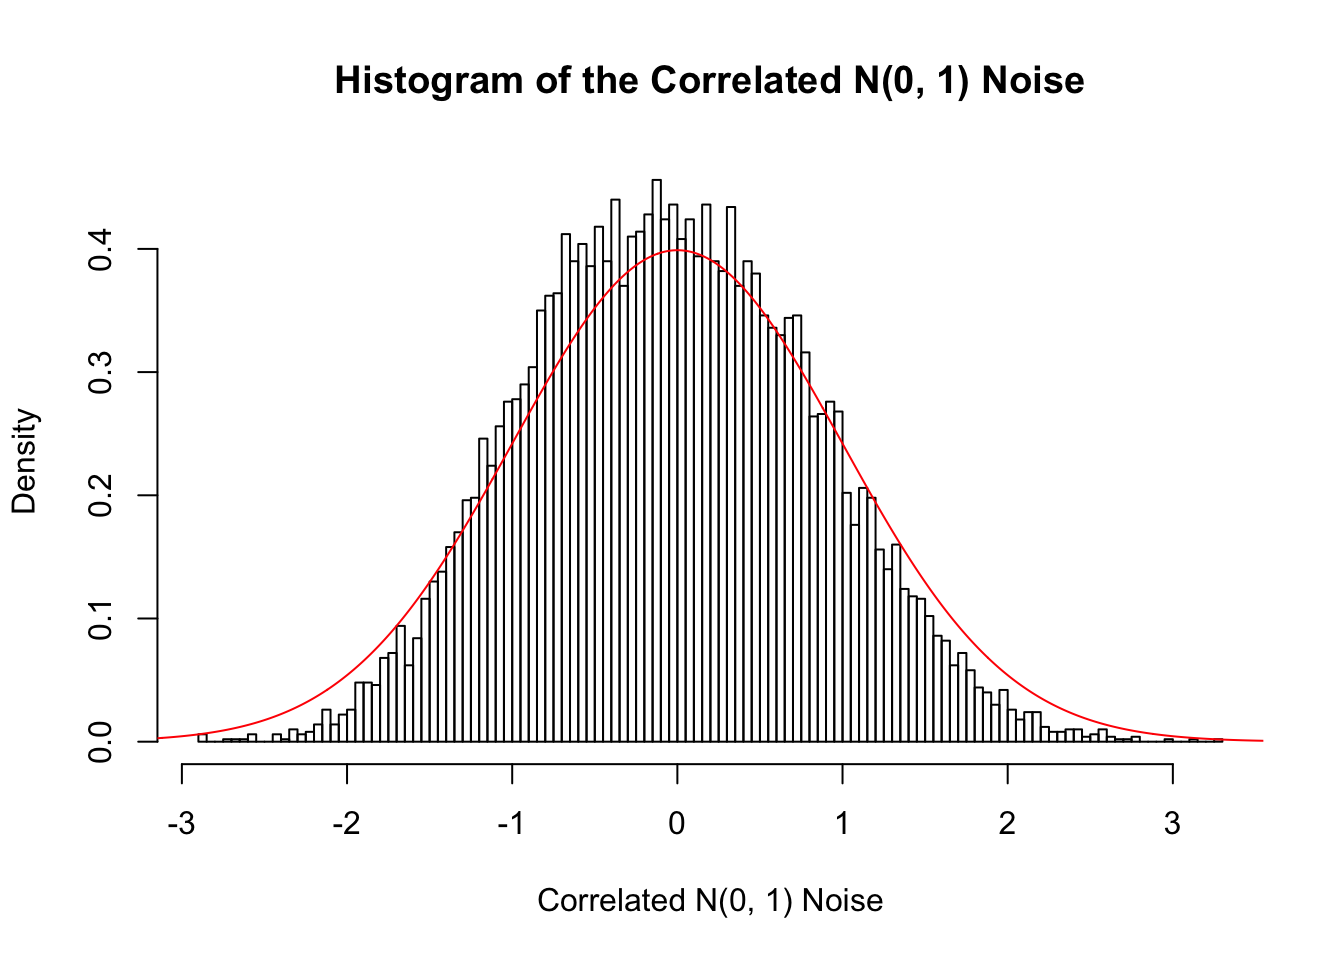 Histogram of the Correlated N(0, 1) Noise
Density
0.4
0.3
0.2
0.1
0.0
-3 -2 -1 0 1 2 3
Correlated N(0, 1) Noise